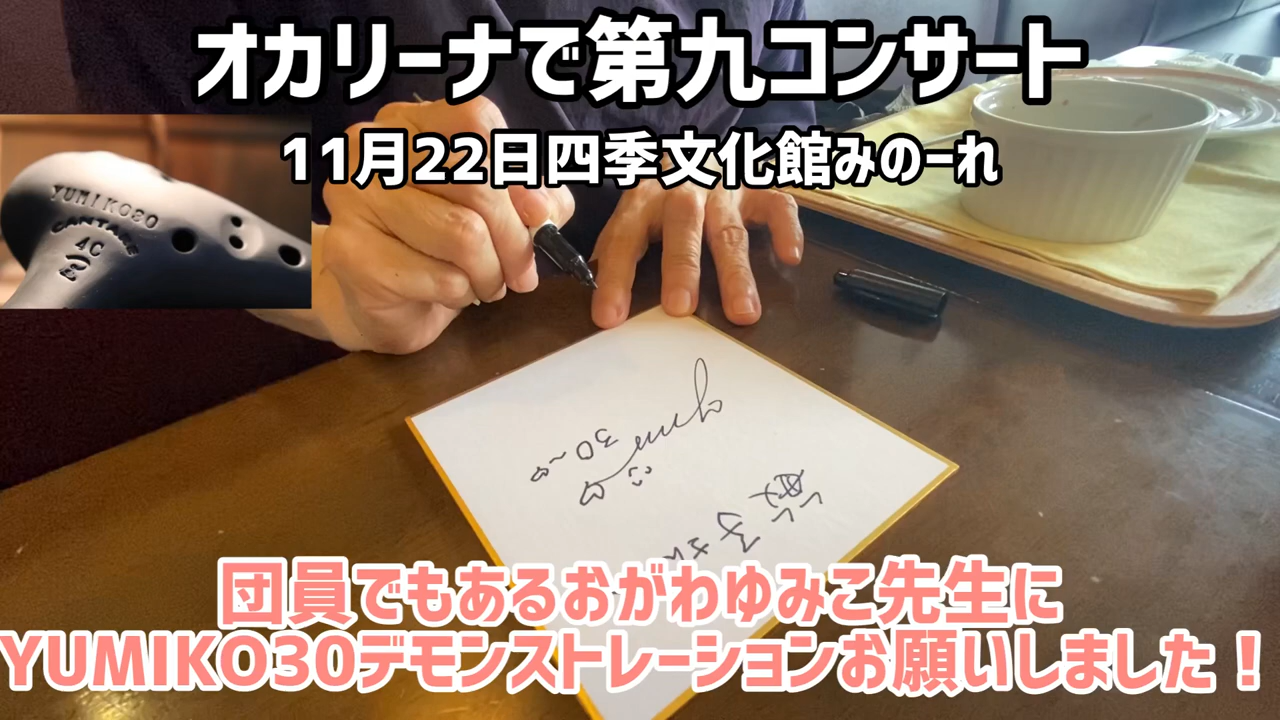 オカリーナで第九コンサート
11月22日四季文化館みのーれ
YUMIKO30
CANTARE
4C
団員でもあるおがわゆみこ先生に
YUMIKO30デモンストレーションお願いしました！
yumi
30